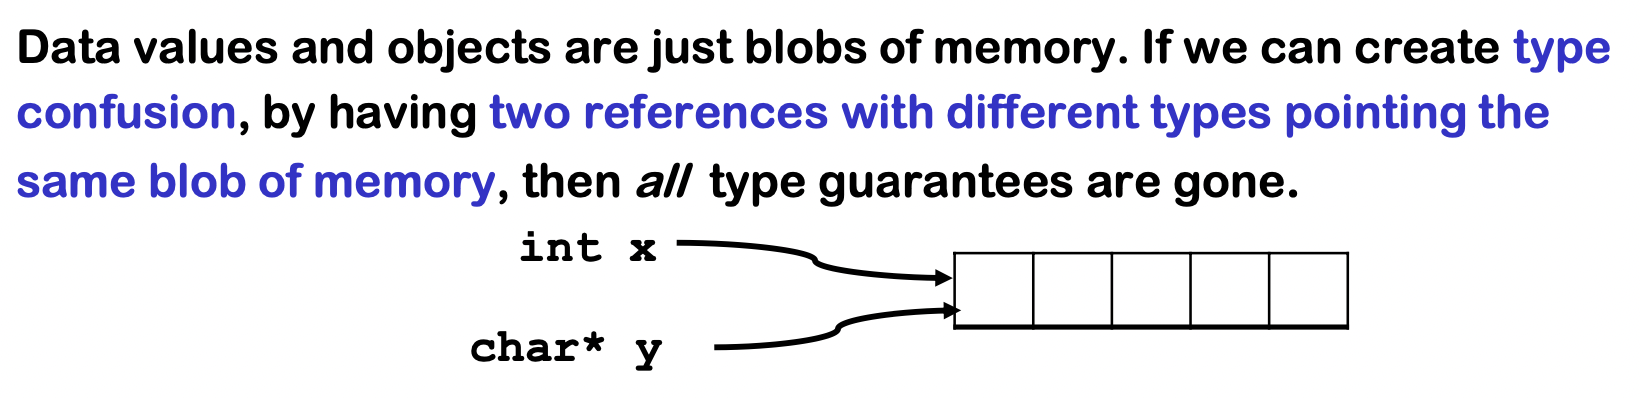 Data values and objects are just blobs of memory. If we can create type
confusion, by having two references with different types pointing the
same blob of memory, then all type guarantees are gone.
int x
char* y